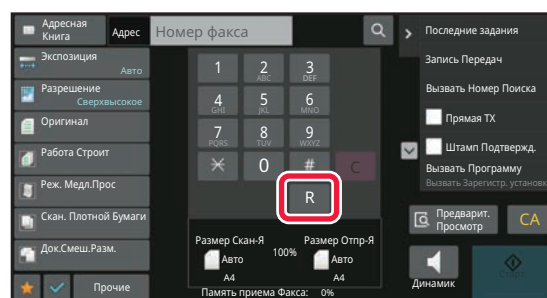 Адресная
Книга
Адрес
Номер факса
Экспозиция
Авто
Разрешение
Сверхвысокое
Оригинал
Работа Строит
Реж. Медл.Прос
Скан. Плотной Бумаги
Док.Смеш.Разм.
Прочие
1
2
ABC
3
DEF
4
GHI
5
JKL
6
MNO
7
PQRS
8
TUV
9
WXYZ
0
#
C
R
Размер Скан-Я
Авто
A4
100%
Размер Отпр-Я
Авто
A4
Память приема Факса: 0%
Последние задания
Запись Передач
Вызвать Номер Поиска
Прямая TX
Штамп Подтвержд.
Вызвать Программу
Вызвать Зарегистр. установк
Предварит.
Просмотр
CA
Динамик
Старт